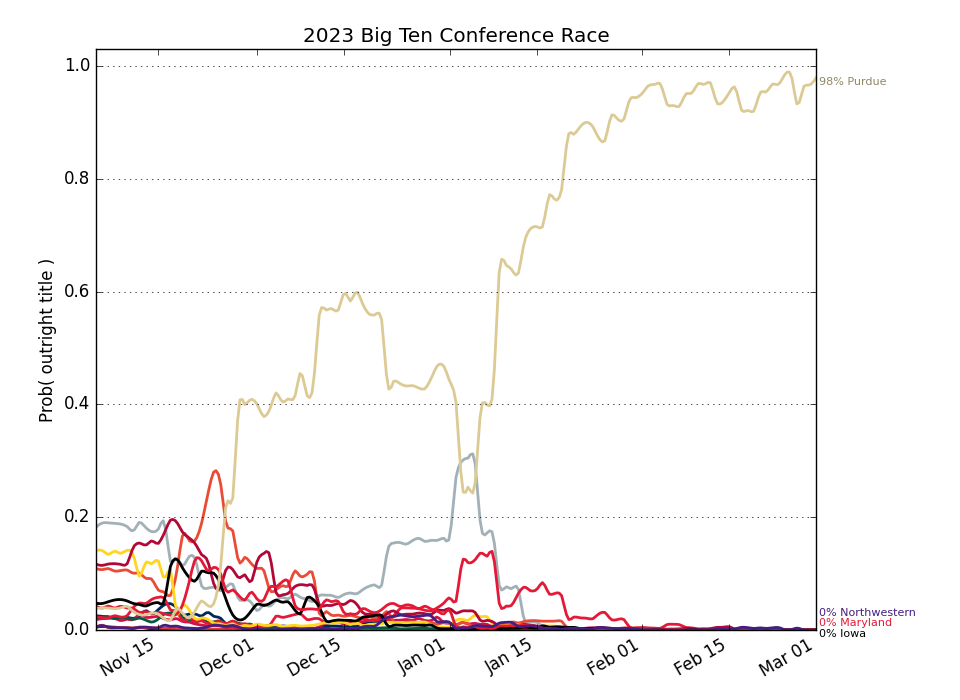 2023 Big Ten Conference Race
Prob( outright title )
1.0
0.8
0.6
0.4
0.2
0.0
98% Purdue
0% Northwestern
0% Maryland
0% Iowa
Nov 15
Dec 01
Dec 15
Jan 01
Jan 15
Feb 01
Feb 15
Mar 01